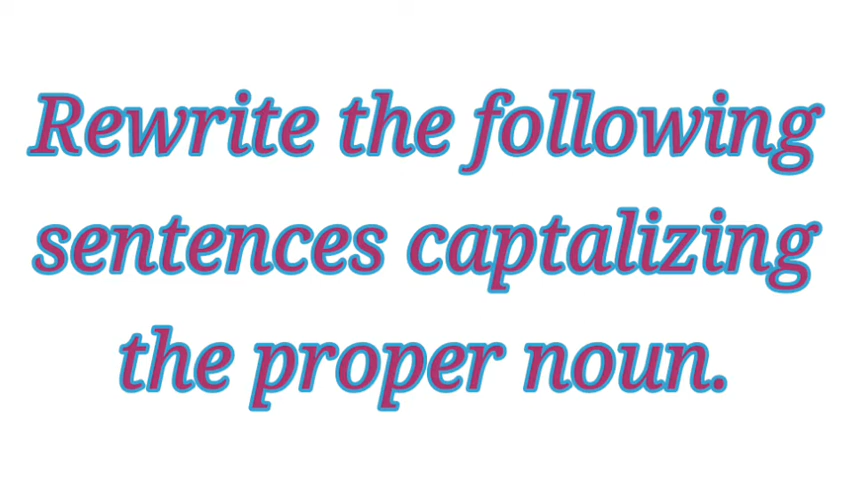 Rewrite the following
sentences captalizing
the proper noun.